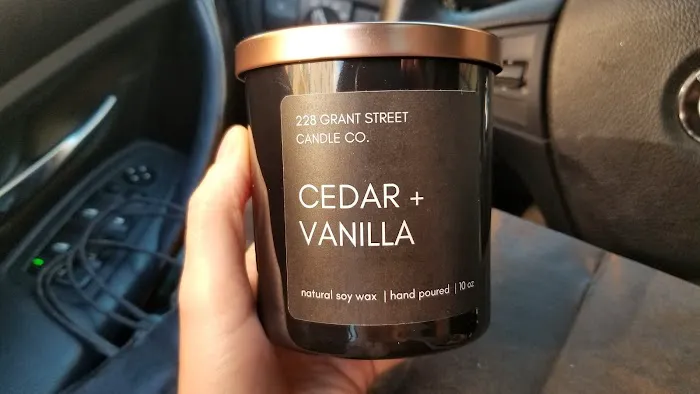 228 GRANT STREET
CANDLE CO.
CEDAR +
VANILLA
natural soy wax | hand poured | 10 oz